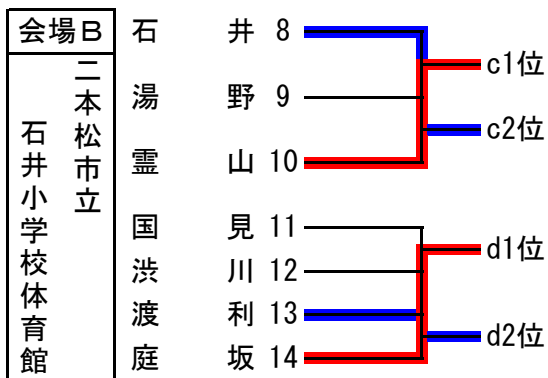 会場B
二本松市立
石井小学校体育館
石井 8
湯野 9
霊山 10
国見 11
渋川 12
渡利 13
庭坂 14
c1位
c2位
d1位
d2位